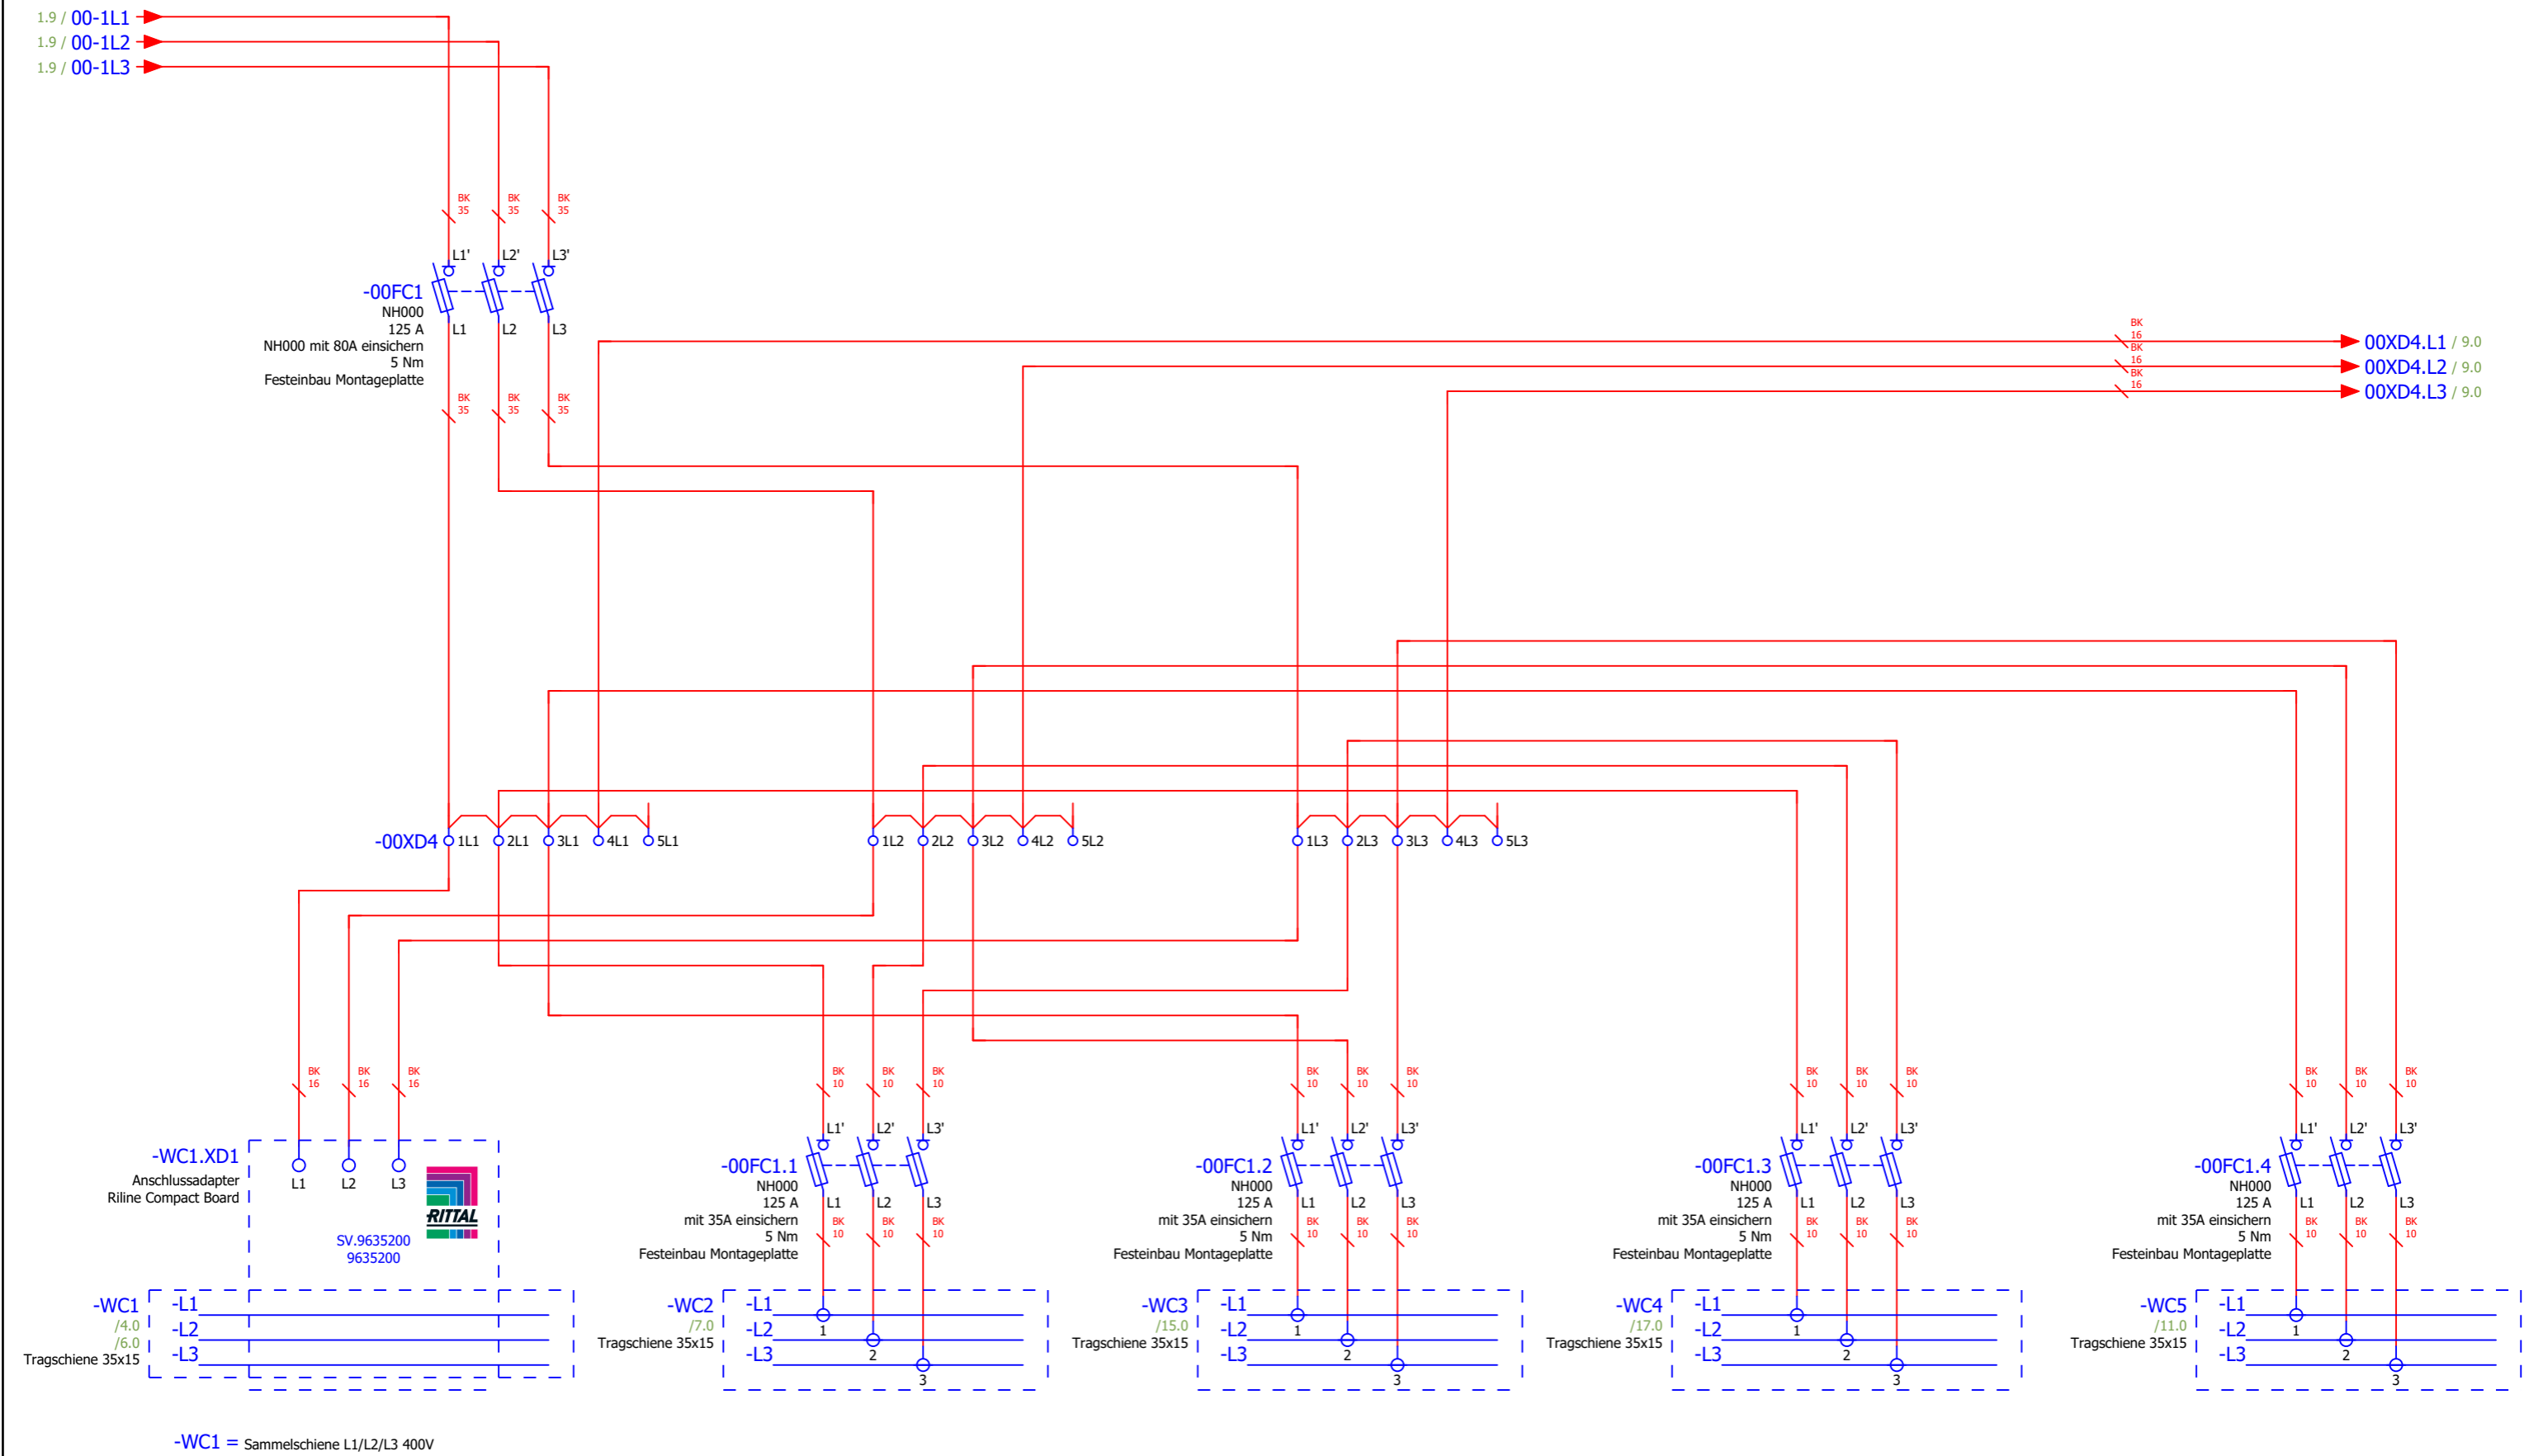 1.9 / 00-1L1
1.9 / 00-1L2
1.9 / 00-1L3
BK BK BK
35 35 35
L1' L2' L3'
-00FC1
NH000
125 A
L1 L2 L3
NH000 mit 80A einsichern
5 Nm
Festeinbau Montageplatte
BK
16
00XD4.L1 / 9.0
BK
16
00XD4.L2 / 9.0
BK
16
00XD4.L3 / 9.0
BK BK BK
35 35 35
-00XD4 1L1 2L1 3L1 4L1 5L1 1L2 2L2 3L2 4L2 5L2 1L3 2L3 3L3 4L3 5L3
BK BK BK BK BK BK BK BK BK BK BK BK BK BK BK
16 16 16 10 10 10 10 10 10 10 10 10 10 10 10
-WC1.XD1
Anschlussadapter
Riline Compact Board
L1 L2 L3
RITTAL
SV.9635200
9635200
L1' L2' L3'
-00FC1.1
NH000
125 A
L1 L2 L3
mit 35A einsichern
5 Nm
Festeinbau Montageplatte
BK BK BK
10 10 10
L1' L2' L3'
-00FC1.2
NH000
125 A
L1 L2 L3
mit 35A einsichern
5 Nm
Festeinbau Montageplatte
BK BK BK
10 10 10
L1' L2' L3'
-00FC1.3
NH000
125 A
L1 L2 L3
mit 35A einsichern
5 Nm
Festeinbau Montageplatte
BK BK BK
10 10 10
L1' L2' L3'
-00FC1.4
NH000
125 A
L1 L2 L3
mit 35A einsichern
5 Nm
Festeinbau Montageplatte
BK BK BK
10 10 10
-WC1
/4.0
/6.0
Tragschiene 35x15
-L1
-L2
-L3
-WC2
/7.0
Tragschiene 35x15
-L1
1
-L2
2
-L3
3
-WC3
/15.0
Tragschiene 35x15
-L1
1
-L2
2
-L3
3
-WC4
/17.0
Tragschiene 35x15
-L1
1
-L2
2
-L3
3
-WC5
/11.0
Tragschiene 35x15
-L1
1
-L2
2
-L3
3
-WC1 = Sammelschiene L1/L2/L3 400V